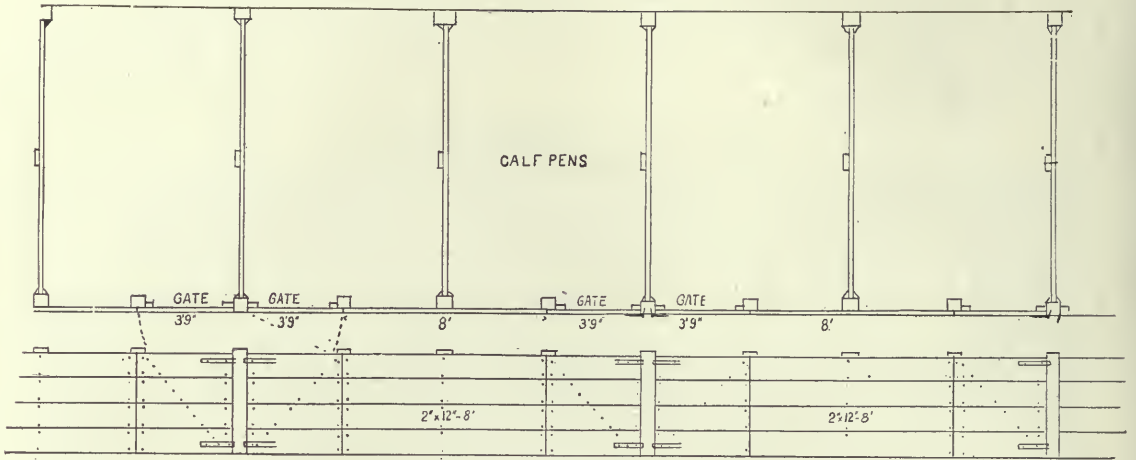 CALF PENS
GATE GATE GATE GATE
3'9" 3'9" 8' 3'9" 3'9" 8'
2"x12"-8' 2"x12"-8'